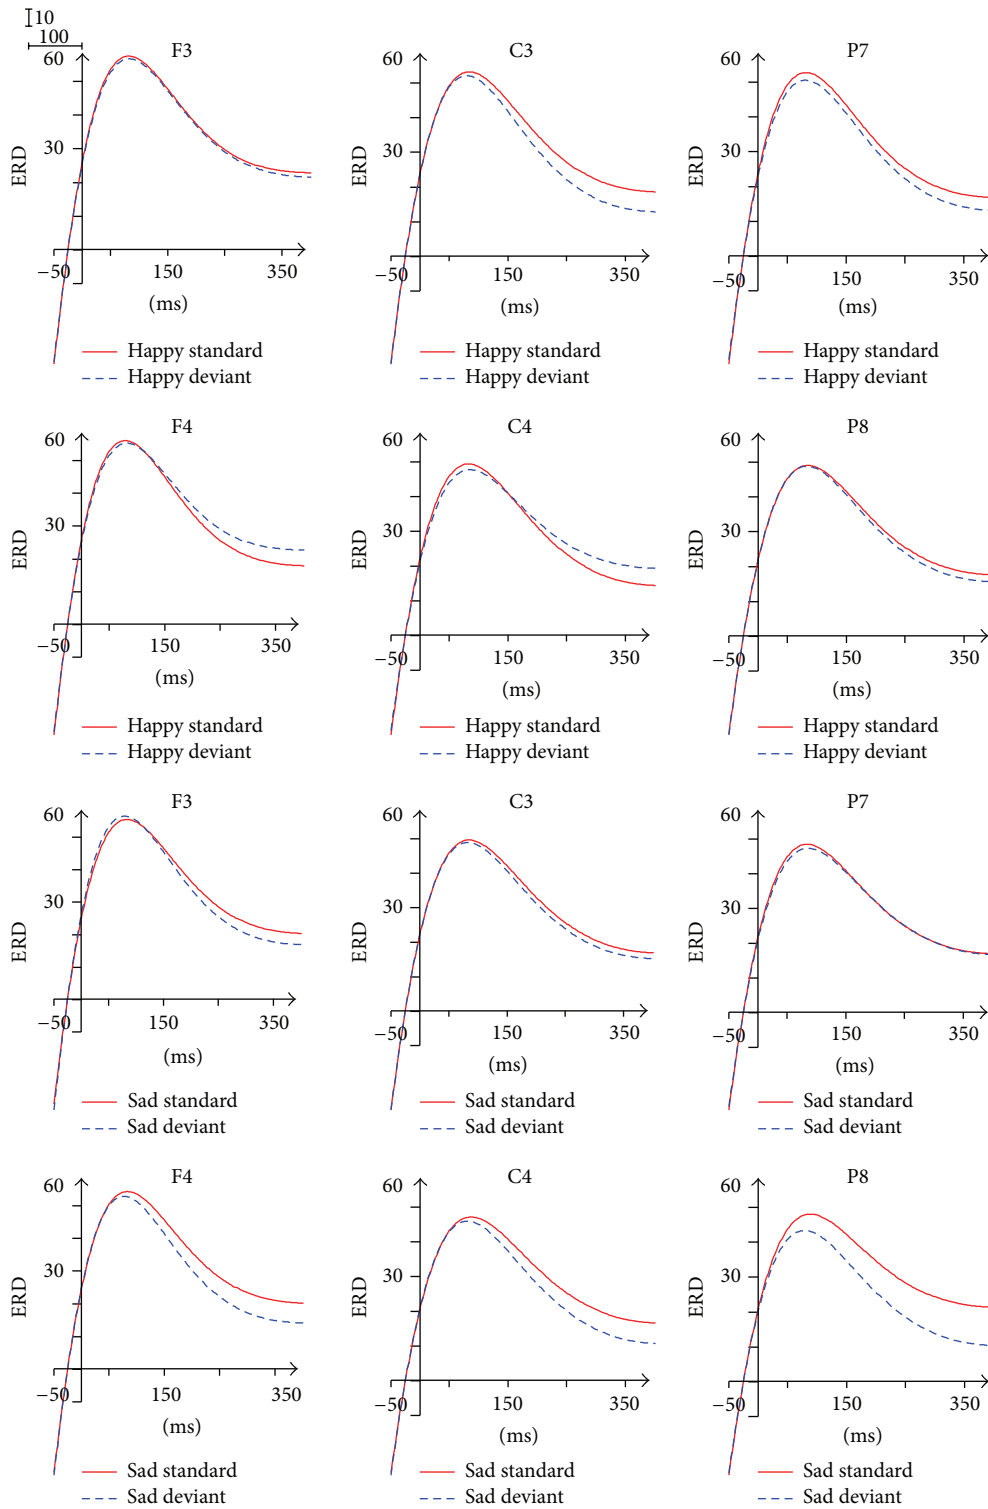 10
100
F3
C3
P7
60
60
60
30
30
30
ERD
ERD
ERD
−50
150
350
−50
150
350
−50
150
350
(ms)
(ms)
(ms)
Happy standard
Happy deviant
Happy standard
Happy deviant
Happy standard
Happy deviant
F4
C4
P8
60
60
60
30
30
30
ERD
ERD
ERD
−50
150
350
−50
150
350
−50
150
350
(ms)
(ms)
(ms)
Happy standard
Happy deviant
Happy standard
Happy deviant
Happy standard
Happy deviant
F3
C3
P7
60
60
60
30
30
30
ERD
ERD
ERD
−50
150
350
−50
150
350
−50
150
350
(ms)
(ms)
(ms)
Sad standard
Sad deviant
Sad standard
Sad deviant
Sad standard
Sad deviant
F4
C4
P8
60
60
60
30
30
30
ERD
ERD
ERD
−50
150
350
−50
150
350
−50
150
350
(ms)
(ms)
(ms)
Sad standard
Sad deviant
Sad standard
Sad deviant
Sad standard
Sad deviant